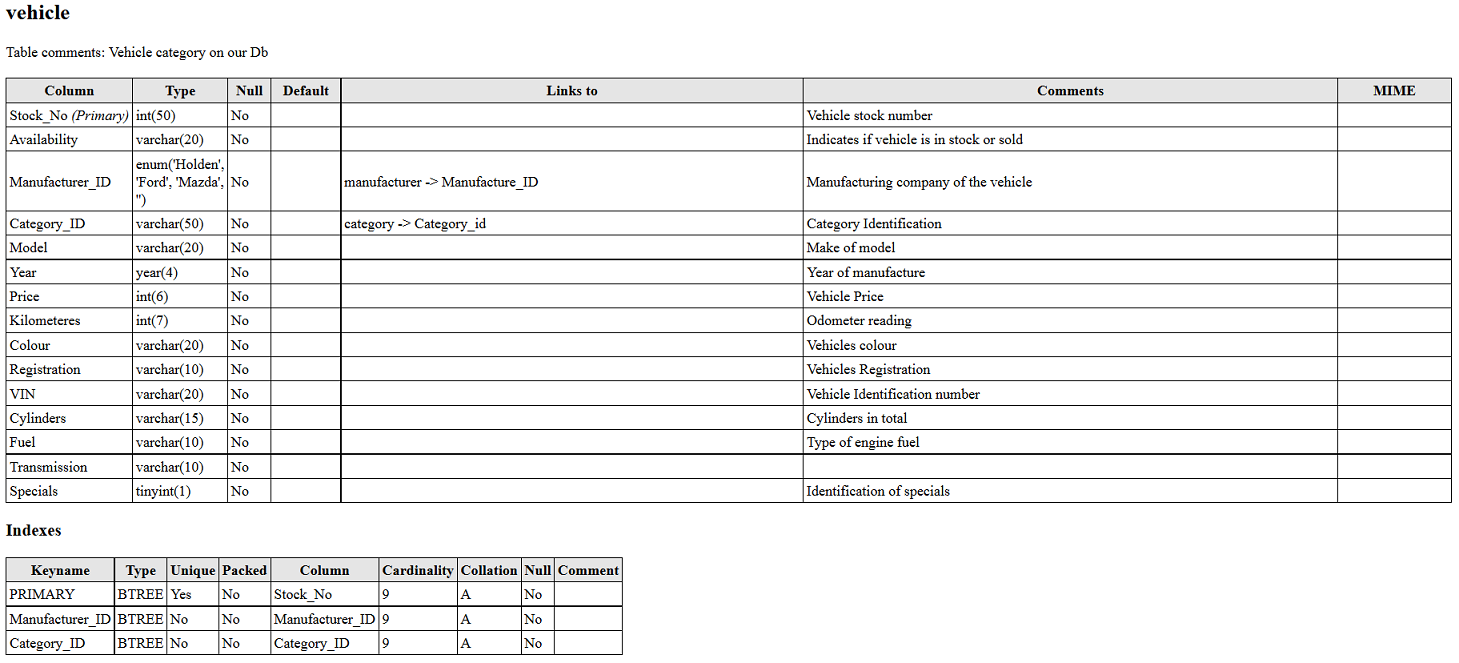 vehicle
Table comments: Vehicle category on our Db
Column Type Null Default Links to Comments MIME
Stock_No (Primary) int(50) No Vehicle stock number
Availability varchar(20) No Indicates if vehicle is in stock or sold
Manufacturer_ID enum('Holden', 'Ford', 'Mazda', '') No manufacturer -> Manufacture_ID Manufacturing company of the vehicle
Category_ID varchar(50) No category -> Category_id Category Identification
Model varchar(20) No Make of model
Year year(4) No Year of manufacture
Price int(6) No Vehicle Price
Kilometeres int(7) No Odometer reading
Colour varchar(20) No Vehicles colour
Registration varchar(10) No Vehicles Registration
VIN varchar(20) No Vehicle Identification number
Cylinders varchar(15) No Cylinders in total
Fuel varchar(10) No Type of engine fuel
Transmission varchar(10) No
Specials tinyint(1) No Identification of specials
Indexes
Keyname Type Unique Packed Column Cardinality Collation Null Comment
PRIMARY BTREE Yes No Stock_No 9 A No
Manufacturer_ID BTREE No No Manufacturer_ID 9 A No
Category_ID BTREE No No Category_ID 9 A No